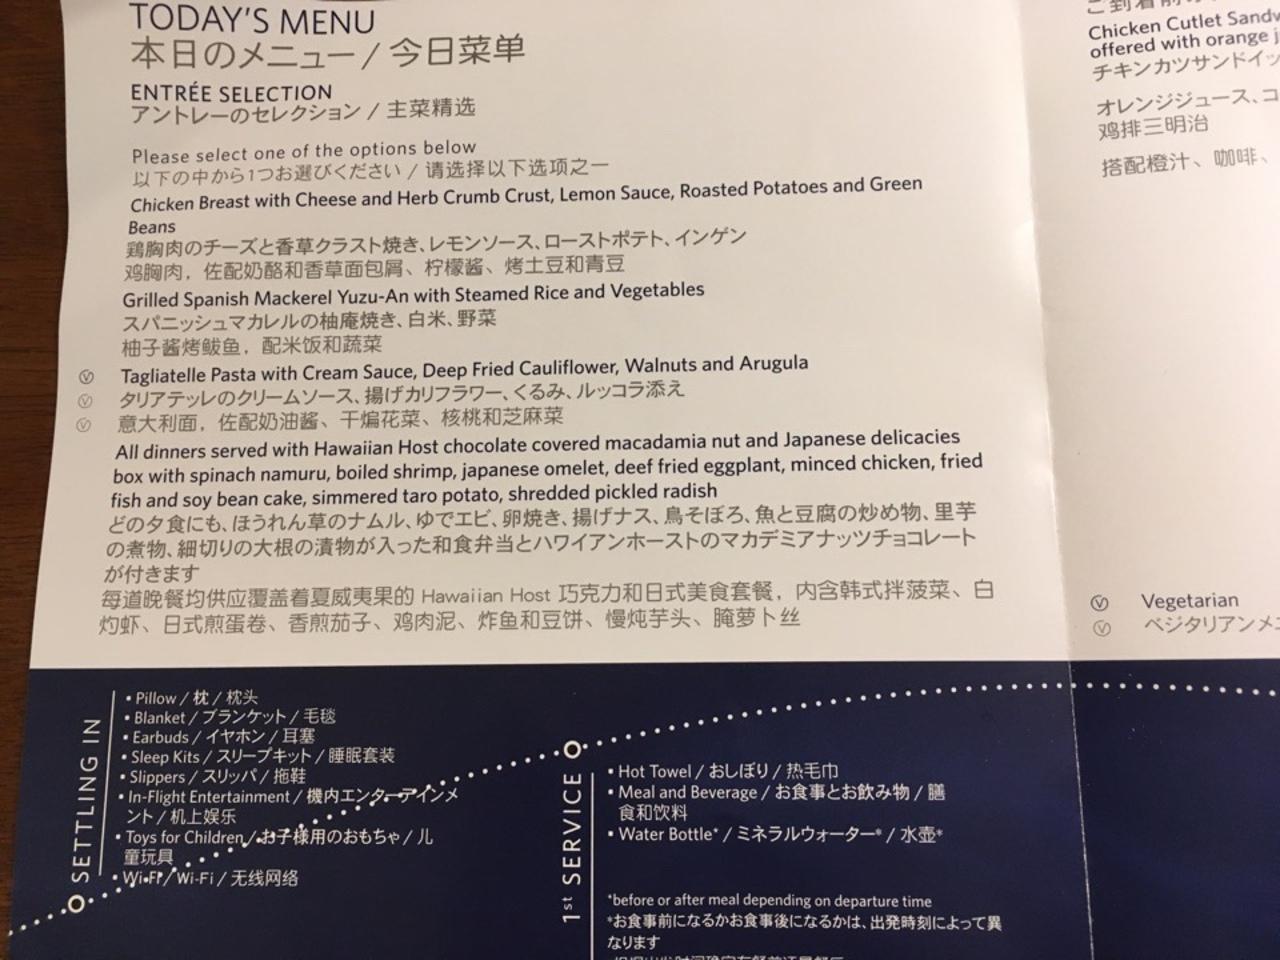 TODAY'S MENU
本日のメニュー / 今日菜单
ENTRÉE SELECTION
アントレーのセレクション / 主菜精选
Please select one of the options below
以下の中から1つお選びください / 请选择以下选项之一
Chicken Breast with Cheese and Herb Crumb Crust, Lemon Sauce, Roasted Potatoes and Green
Beans
鶏胸肉のチーズと香草クラスト焼き、レモンソース、ローストポテト、インゲン
鸡胸肉，佐配奶酪和香草面包屑、柠檬酱、烤土豆和青豆
Grilled Spanish Mackerel Yuzu-An with Steamed Rice and Vegetables
スパニッシュマカレルの柚庵焼き、白米、野菜
柚子酱烤鲅鱼，配米饭和蔬菜
Ⓥ Tagliatelle Pasta with Cream Sauce, Deep Fried Cauliflower, Walnuts and Arugula
Ⓥ タリアテッレのクリームソース、揚げカリフラワー、くるみ、ルッコラ添え
Ⓥ 意大利面，佐配奶油酱、干煸花菜、核桃和芝麻菜
All dinners served with Hawaiian Host chocolate covered macadamia nut and Japanese delicacies
box with spinach namuru, boiled shrimp, japanese omelet, deef fried eggplant, minced chicken, fried
fish and soy bean cake, simmered taro potato, shredded pickled radish
どの夕食にも、ほうれん草のナムル、ゆでエビ、卵焼き、揚げナス、鳥そぼろ、魚と豆腐の炒め物、里芋
の煮物、細切りの大根の漬物が入った和食弁当とハワイアンホーストのマカデミアナッツチョコレート
が付きます
每道晚餐均供应覆盖着夏威夷果的 Hawaiian Host 巧克力和日式美食套餐，内含韩式拌菠菜、白
灼虾、日式煎蛋卷、香煎茄子、鸡肉泥、炸鱼和豆饼、慢炖芋头、腌萝卜丝
Chicken Cutlet
offered with orange
チキンカツサンドイッ
オレンジジュース、コ
鸡排三明治
搭配橙汁、咖啡、
Ⓥ Vegetarian
Ⓥ ベジタリアンメニ
SETTLING IN
• Pillow / 枕 / 枕头
• Blanket / ブランケット / 毛毯
• Earbuds / イヤホン / 耳塞
• Sleep Kits / スリープキット / 睡眠套装
• Slippers / スリッパ / 拖鞋
• In-Flight Entertainment / 機内エンターテインメ
ント / 机上娱乐
• Toys for Children / お子様用のおもちゃ / 儿
童玩具
• Wi-Fi / Wi-Fi / 无线网络
1st SERVICE
• Hot Towel / おしぼり / 热毛巾
• Meal and Beverage / お食事とお飲み物 / 膳
食和饮料
• Water Bottle* / ミネラルウォーター* / 水壶*
*before or after meal depending on departure time
*お食事前になるかお食事後になるかは、出発時刻によって異
なります